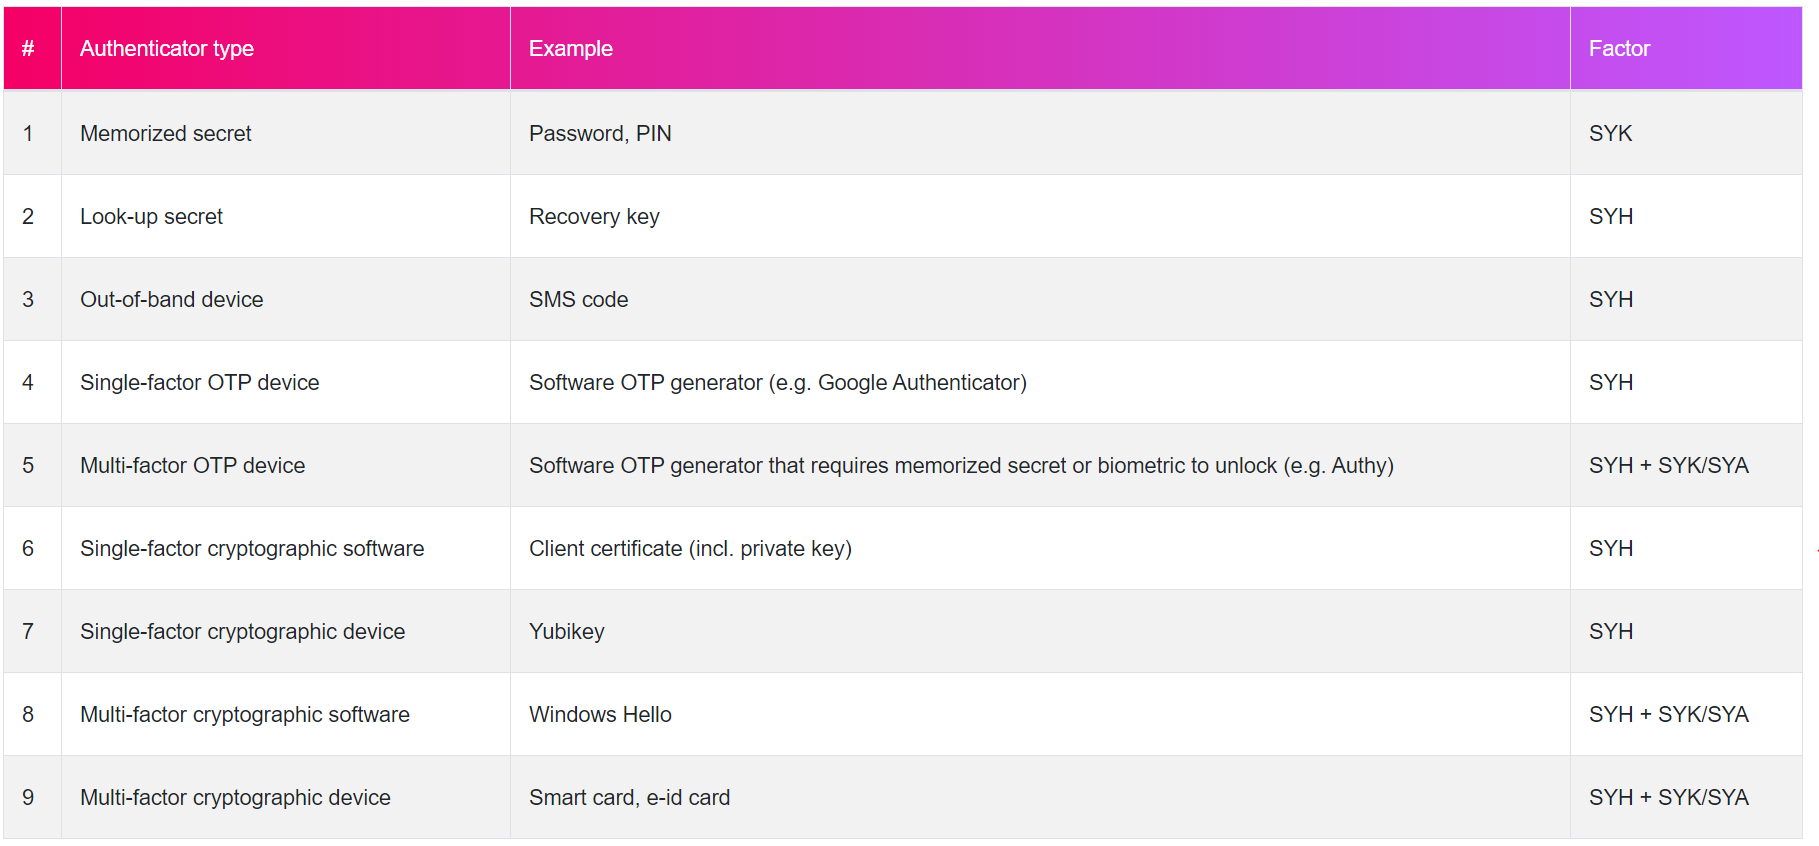 # Authenticator type Example Factor
1 Memorized secret Password, PIN SYK
2 Look-up secret Recovery key SYH
3 Out-of-band device SMS code SYH
4 Single-factor OTP device Software OTP generator (e.g. Google Authenticator) SYH
5 Multi-factor OTP device Software OTP generator that requires memorized secret or biometric to unlock (e.g. Authy) SYH + SYK/SYA
6 Single-factor cryptographic software Client certificate (incl. private key) SYH
7 Single-factor cryptographic device Yubikey SYH
8 Multi-factor cryptographic software Windows Hello SYH + SYK/SYA
9 Multi-factor cryptographic device Smart card, e-id card SYH + SYK/SYA